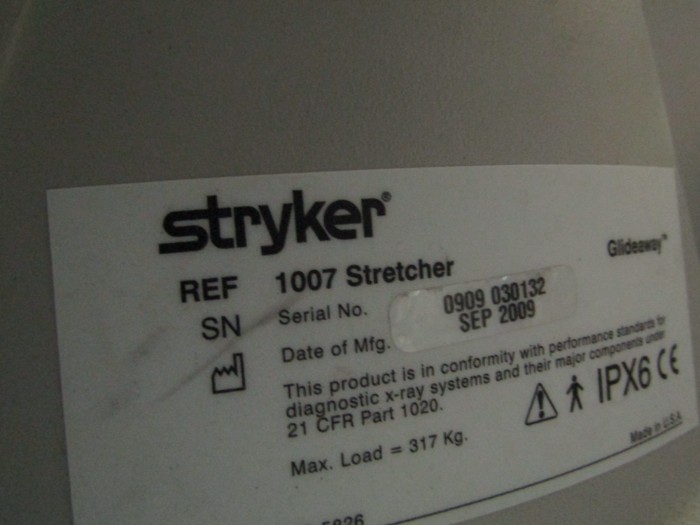 stryker®
Glideaway™
REF 1007 Stretcher
SN Serial No. 0909 030132
Date of Mfg. SEP 2009
This product is in conformity with performance standards for
diagnostic x-ray systems and their major components under
21 CFR Part 1020.
IPX6 CE
Max. Load = 317 Kg.
Made in U.S.A.